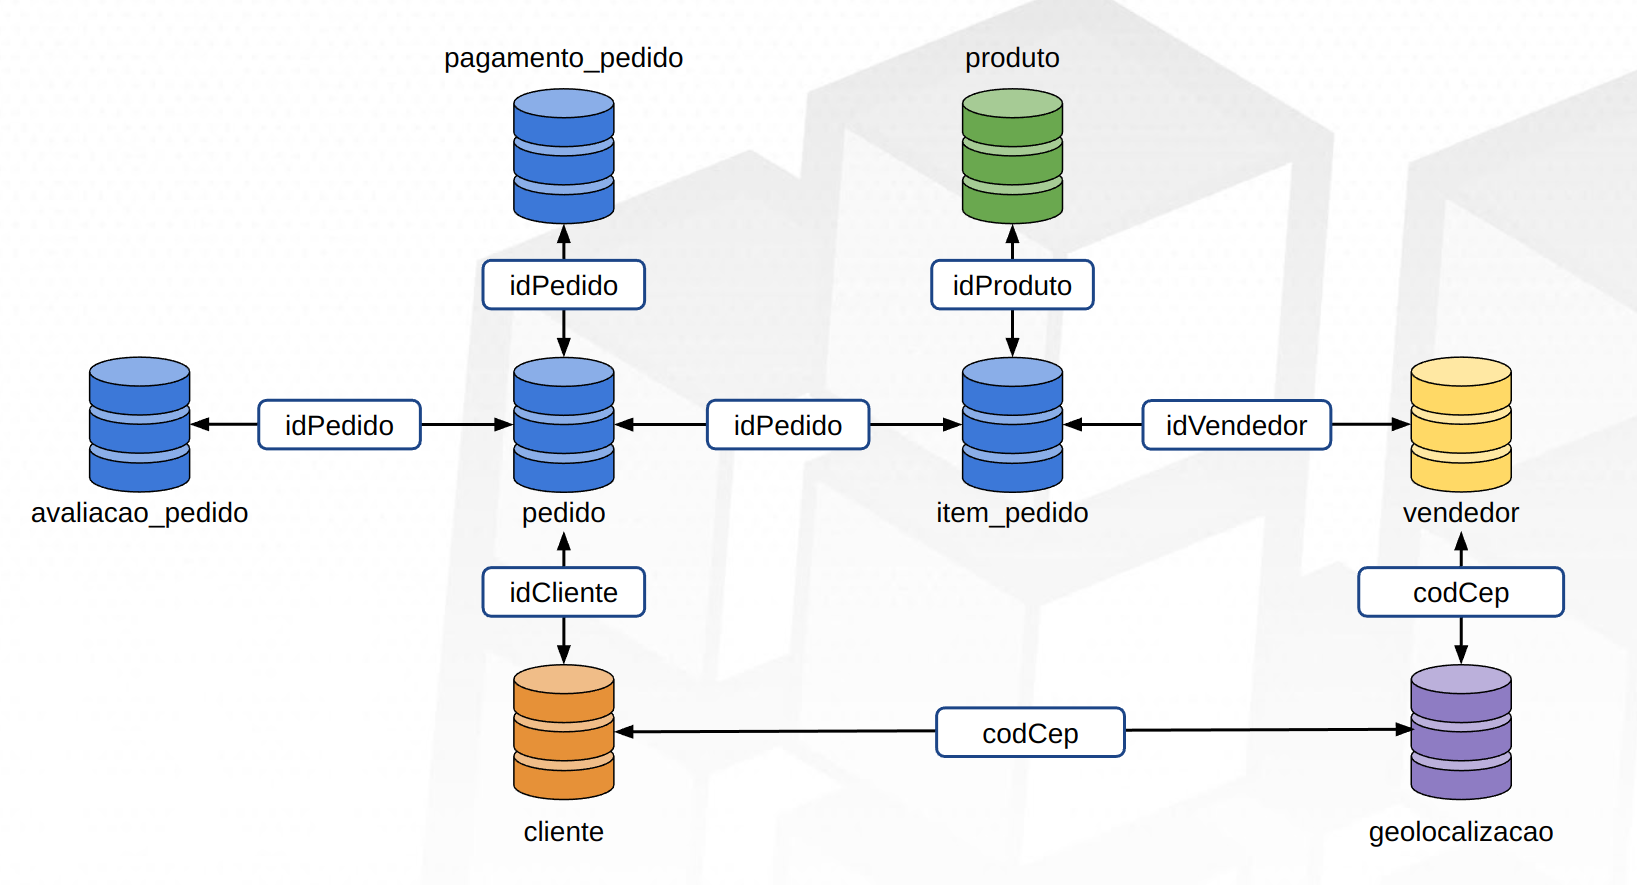 pagamento_pedido
produto
idPedido
idProduto
idPedido
idPedido
idVendedor
avaliacao_pedido
pedido
item_pedido
vendedor
idCliente
codCep
codCep
cliente
geolocalizacao